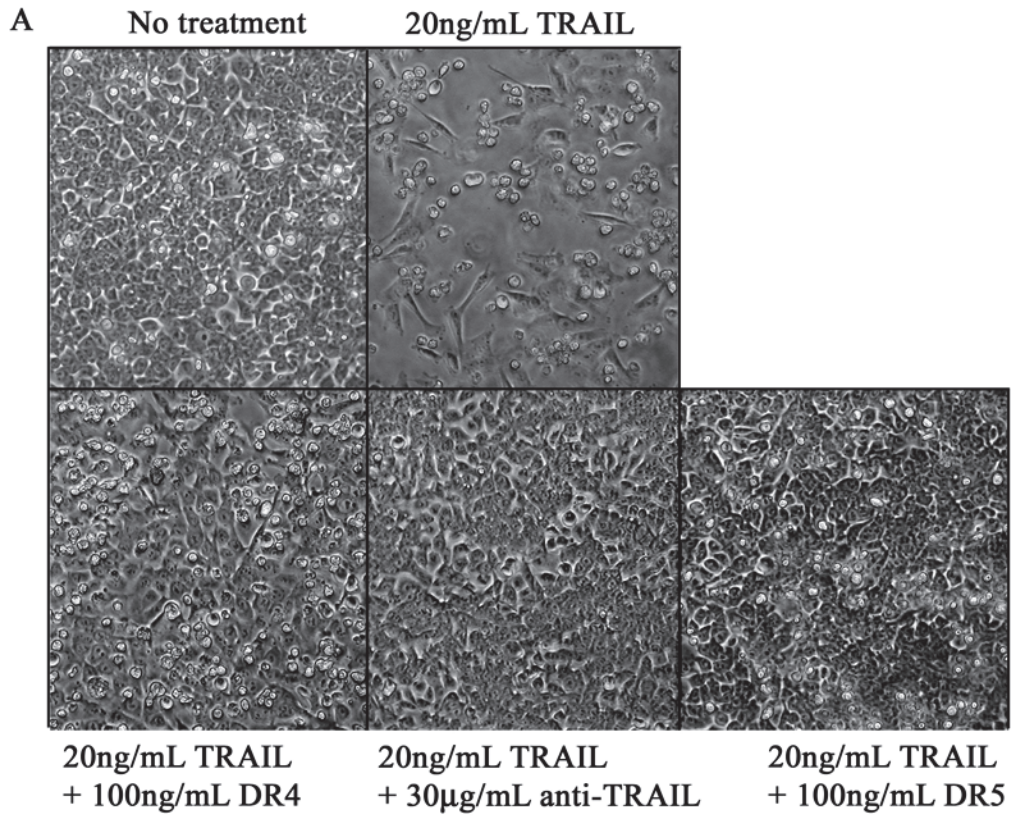 A
No treatment
20ng/mL TRAIL
20ng/mL TRAIL
+ 100ng/mL DR4
20ng/mL TRAIL
+ 30μg/mL anti-TRAIL
20ng/mL TRAIL
+ 100ng/mL DR5